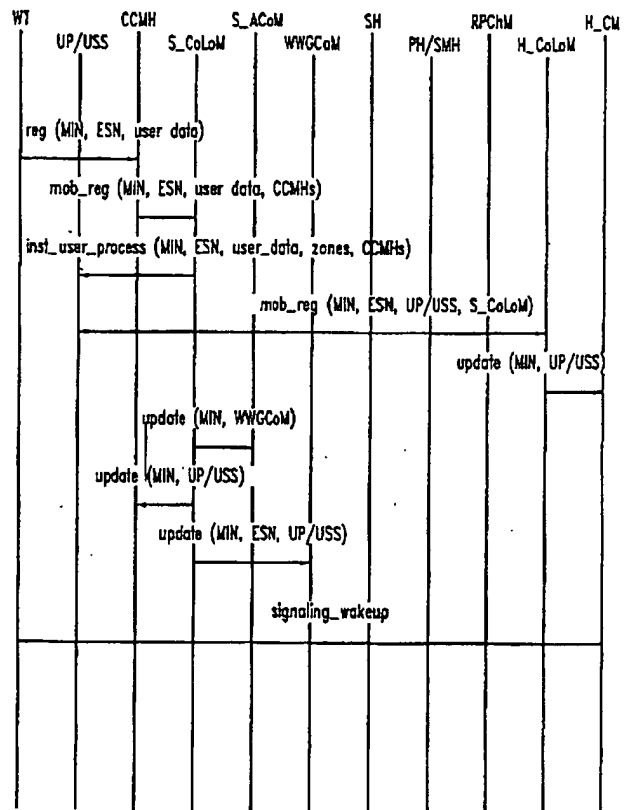 WT CCMH S_ACoM SH RPChM H_CM
UP/USS S_CoLoM WWGCoM PH/SMH H_CoLoM
reg (MIN, ESN, user data)
mob_reg (MIN, ESN, user data, CCMHs)
inst_user_process (MIN, ESN, user_data, zones, CCMHs)
mob_reg (MIN, ESN, UP/USS, S_CoLoM)
update (MIN, UP/USS)
update (MIN, WWGCoM)
update (MIN, UP/USS)
update (MIN, ESN, UP/USS)
signaling_wakeup